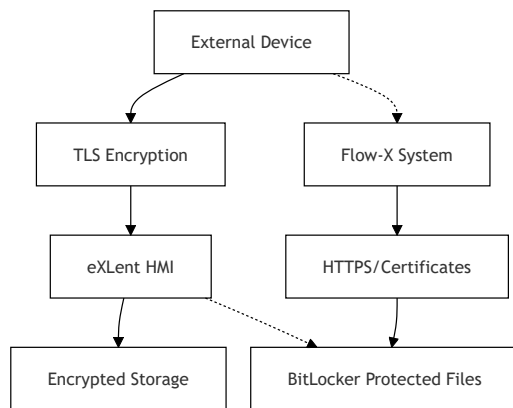 External Device
TLS Encryption
Flow-X System
eXLent HMI
HTTPS/Certificates
Encrypted Storage
BitLocker Protected Files